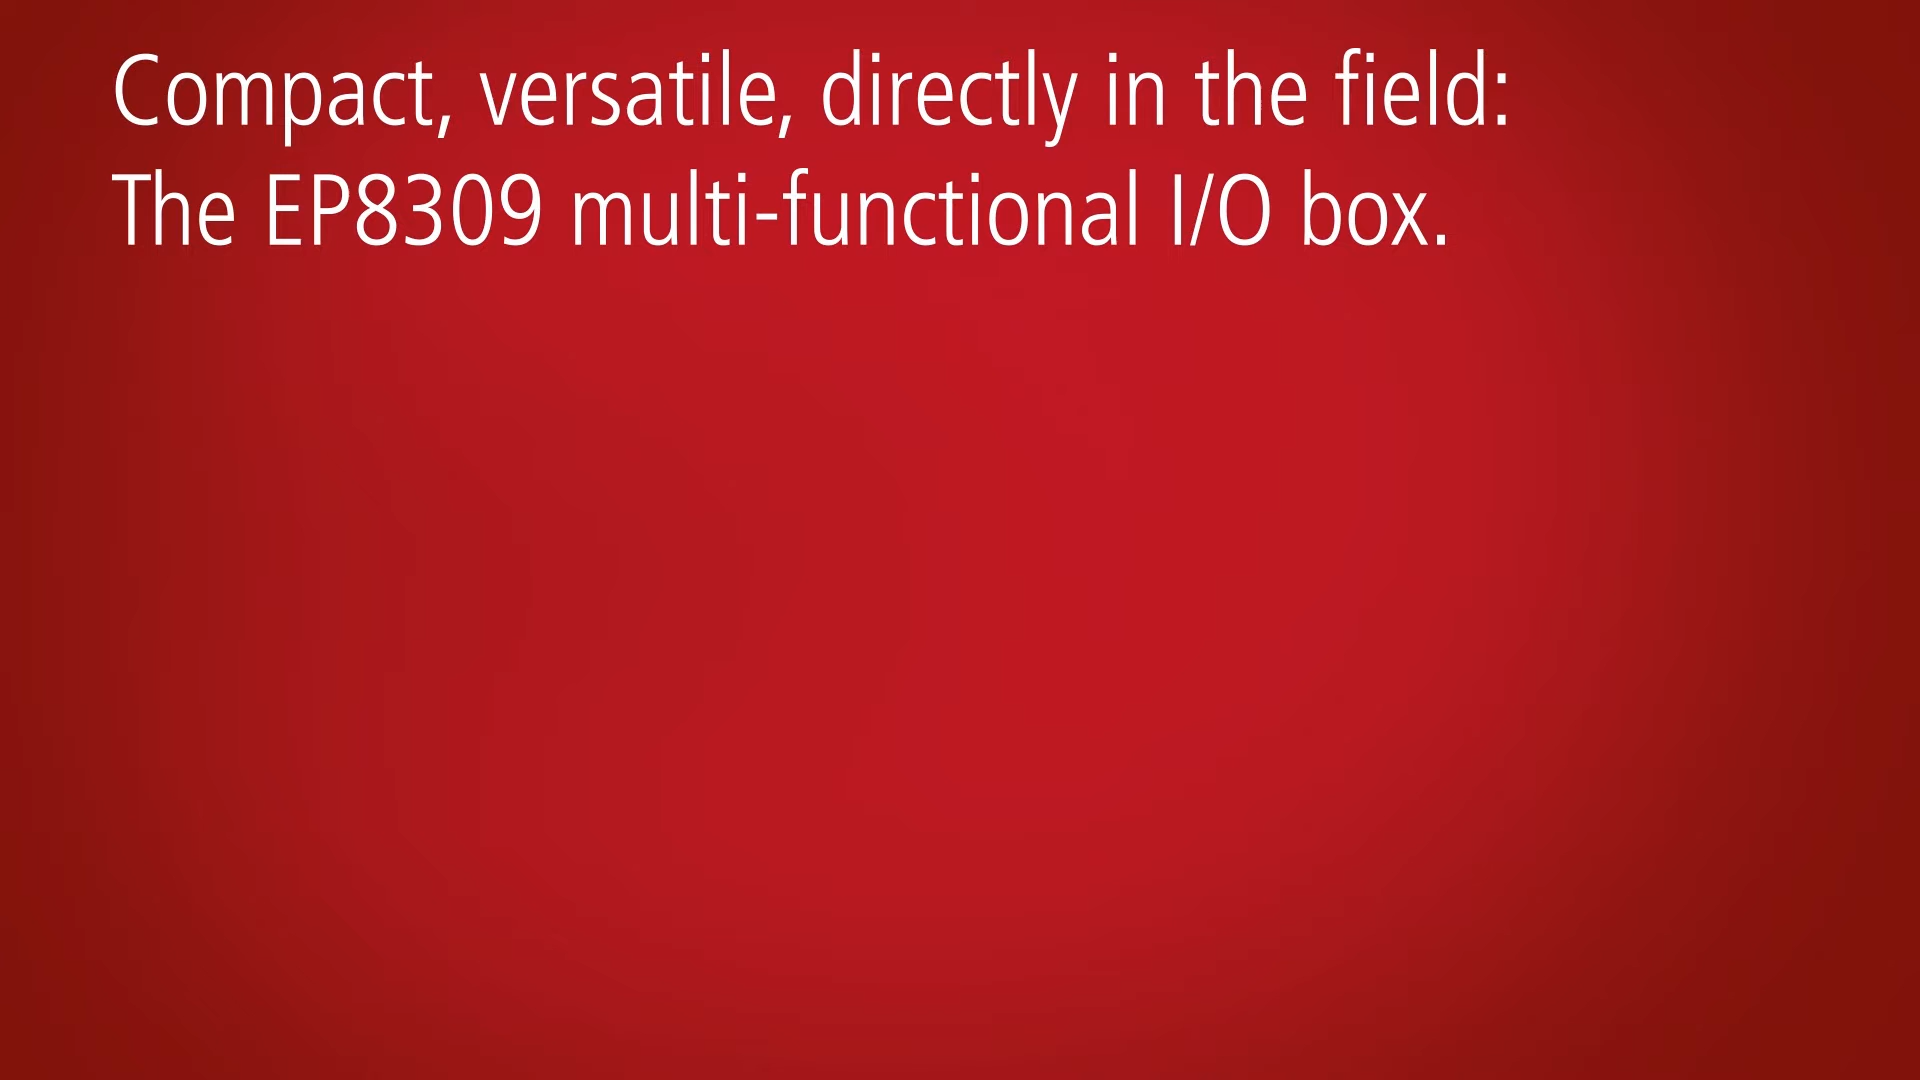 Compact, versatile, directly in the field:
The EP8309 multi-functional I/O box.